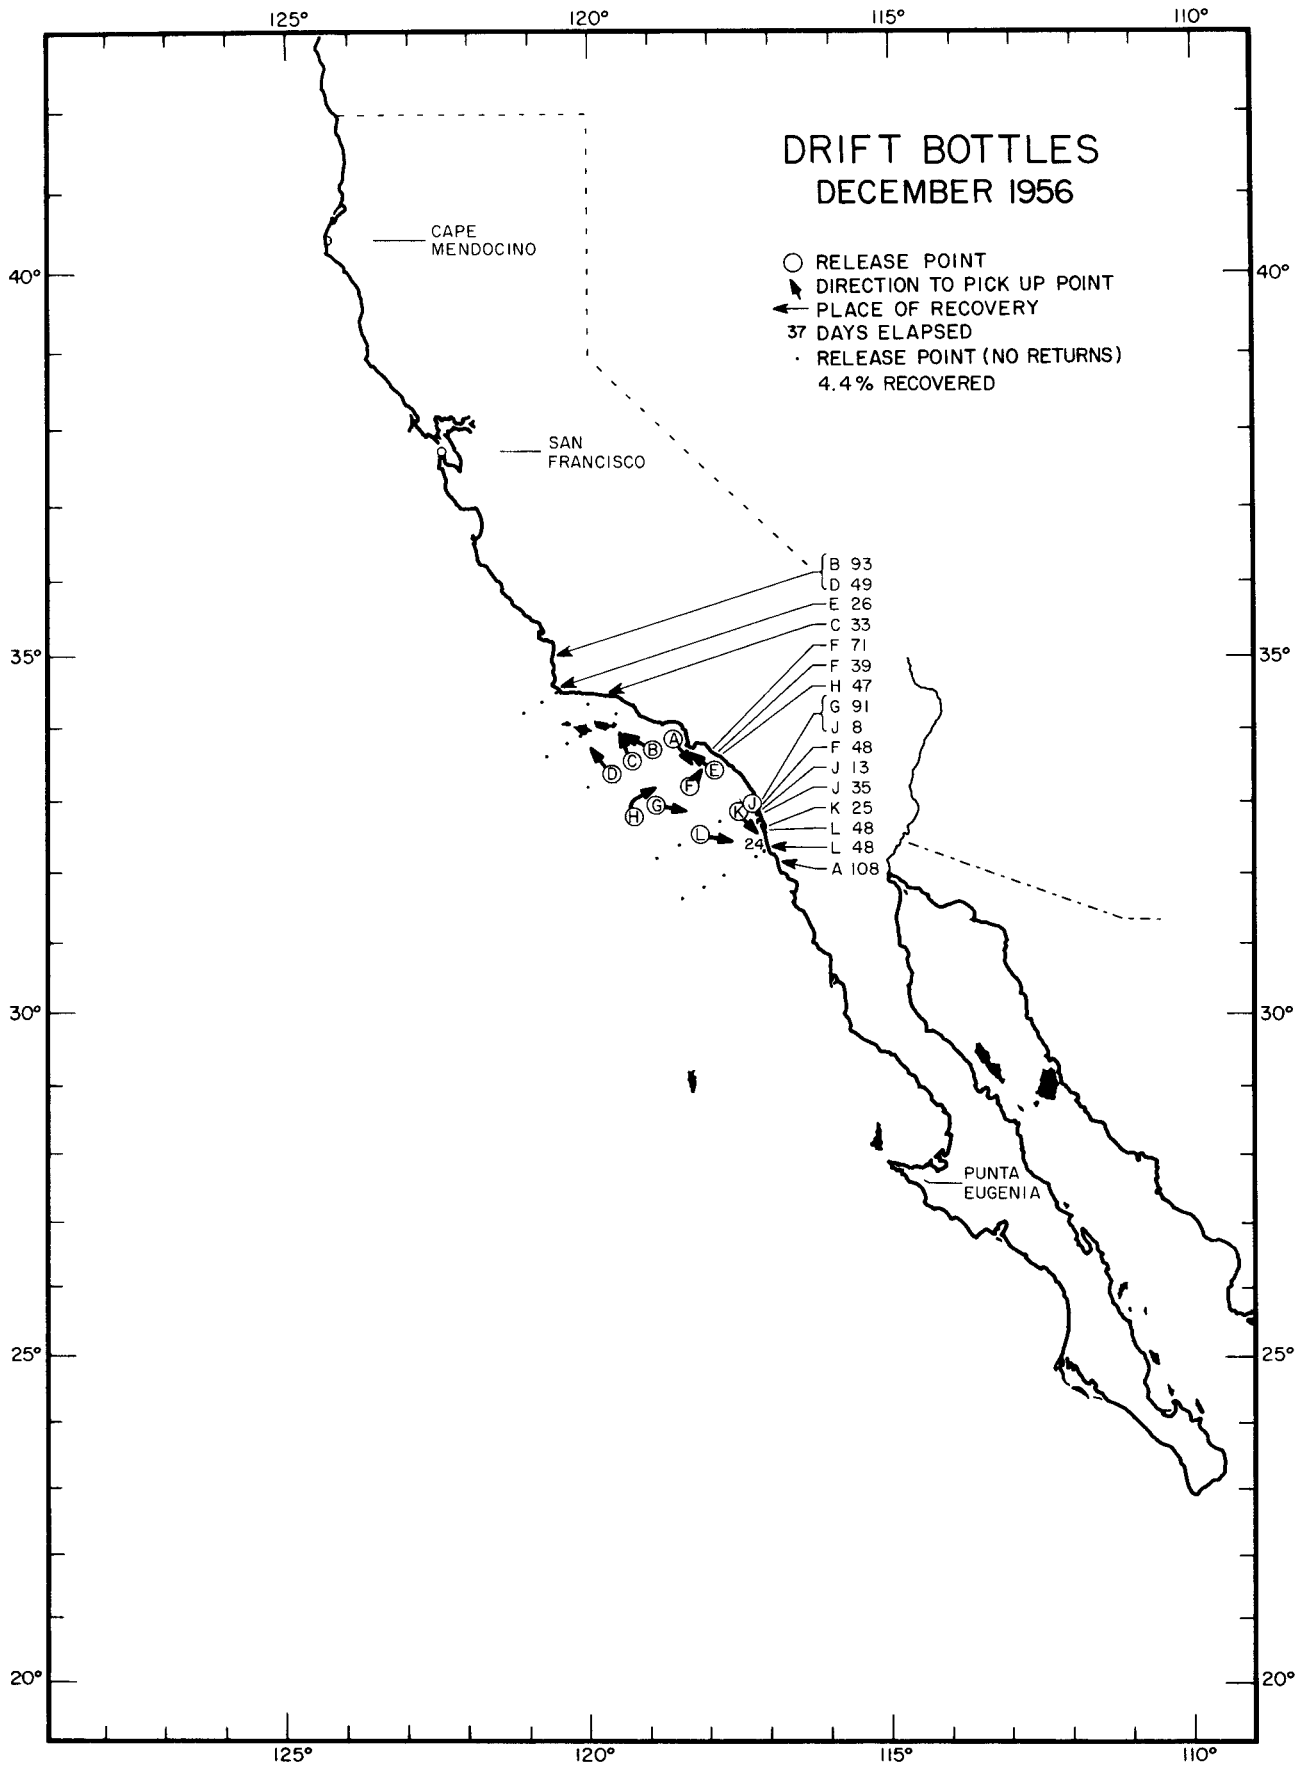 125° 120° 115° 110°
DRIFT BOTTLES
DECEMBER 1956
CAPE
MENDOCINO
RELEASE POINT
40° 40°
DIRECTION TO PICK UP POINT
PLACE OF RECOVERY
37 DAYS ELAPSED
RELEASE POINT (NO RETURNS)
4.4% RECOVERED
SAN
FRANCISCO
B 93
D 49
E 26
C 33
F 71
35° 35°
F 39
H 47
G 91
J 8
F 48
J 13
J 35
K 25
L 48
L 48
A 108
A
B
C
D
E
F
G
H
J
K
L
24
30° 30°
PUNTA
EUGENIA
25° 25°
20° 20°
125° 120° 115° 110°